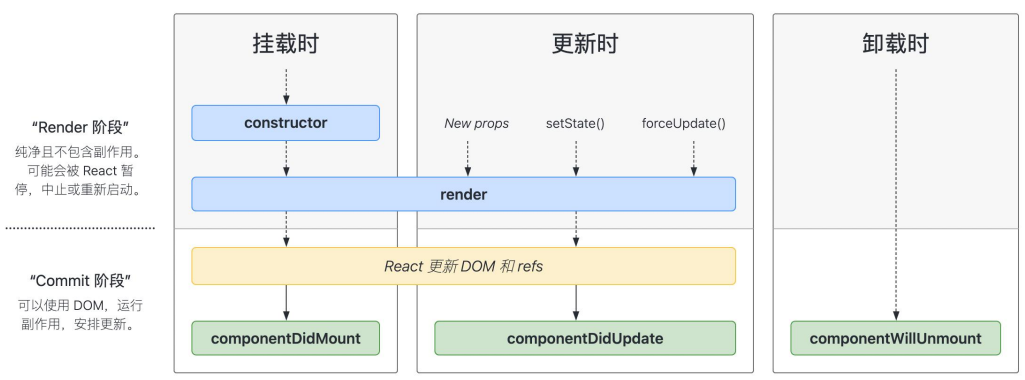 挂载时
更新时
卸载时
“Render 阶段”
纯净且不包含副作用。
可能会被 React 暂
停，中止或重新启动。
constructor
New props
setState()
forceUpdate()
render
“Commit 阶段”
可以使用 DOM，运行
副作用，安排更新。
React 更新 DOM 和 refs
componentDidMount
componentDidUpdate
componentWillUnmount